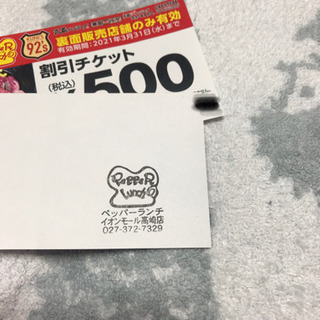 92s
裏面販売店舗のみ有効
有効期間:2021年3月31日(水)まで
割引チケット
(税込)
500
PePPeR
Lunch
ペッパーランチ
イオンモール高崎店
027-372-7329